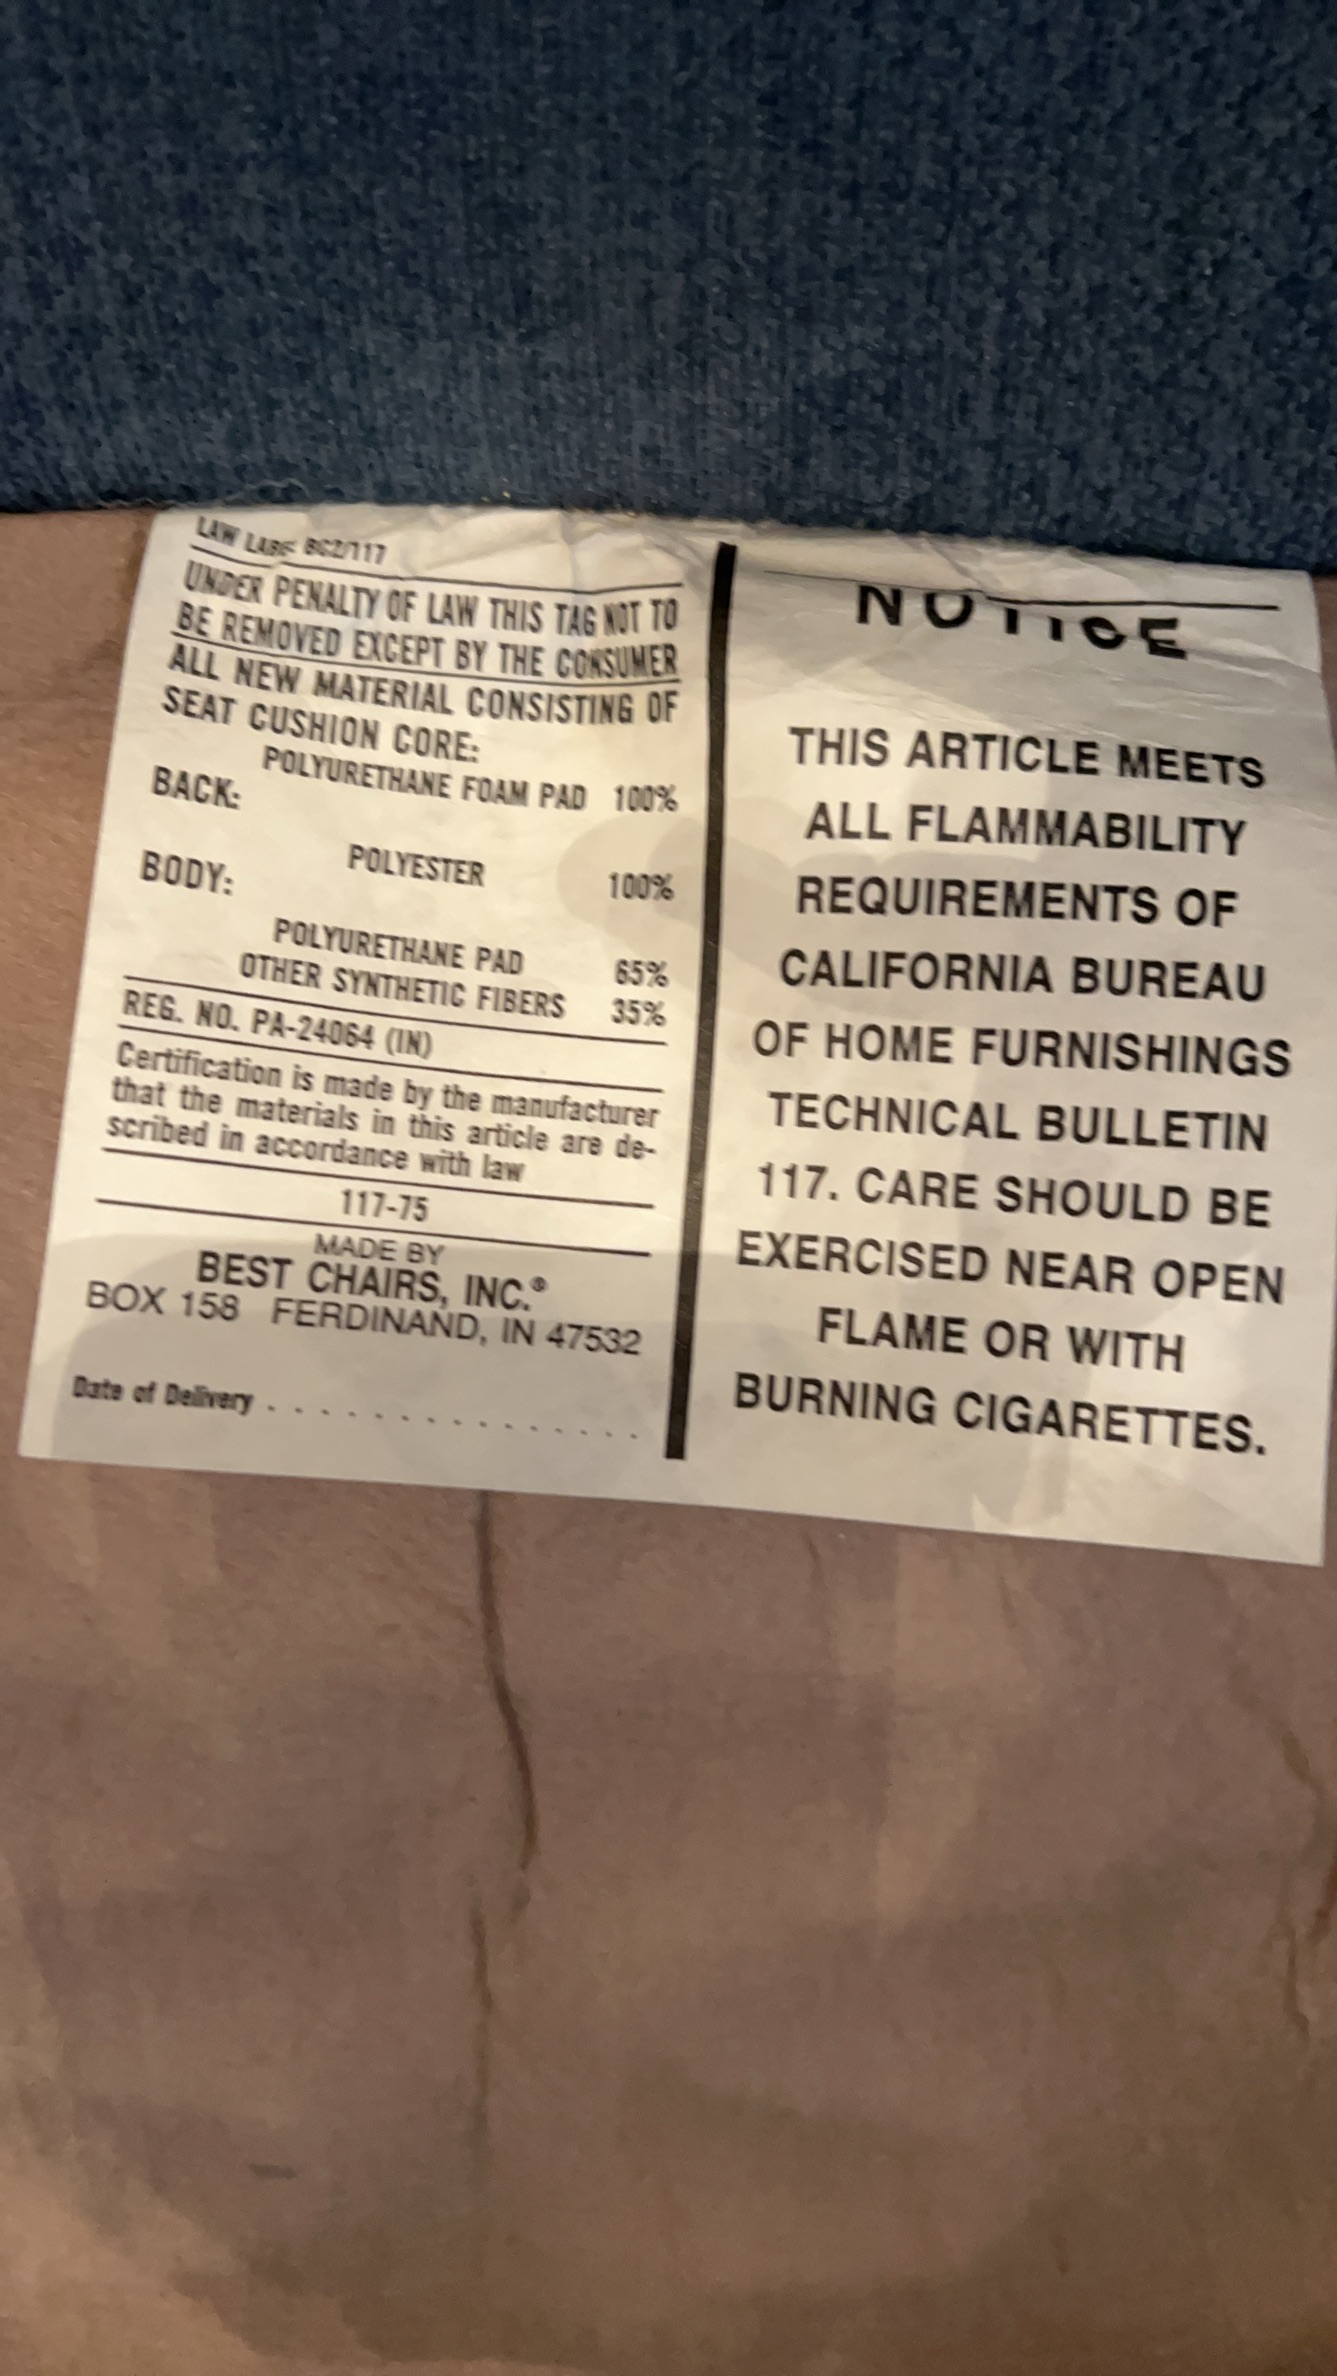 LAW LABEL BC2/117
UNDER PENALTY OF LAW THIS TAG NOT TO
BE REMOVED EXCEPT BY THE CONSUMER
ALL NEW MATERIAL CONSISTING OF
SEAT CUSHION CORE:
POLYURETHANE FOAM PAD 100%
BACK:
POLYESTER 100%
BODY:
POLYURETHANE PAD 65%
OTHER SYNTHETIC FIBERS 35%
REG. NO. PA-24064 (IN)
Certification is made by the manufacturer
that the materials in this article are de-
scribed in accordance with law
117-75
MADE BY
BEST CHAIRS, INC.®
BOX 158 FERDINAND, IN 47532
Date of Delivery . . . . . . . . . . . . . . .
NOTICE
THIS ARTICLE MEETS
ALL FLAMMABILITY
REQUIREMENTS OF
CALIFORNIA BUREAU
OF HOME FURNISHINGS
TECHNICAL BULLETIN
117. CARE SHOULD BE
EXERCISED NEAR OPEN
FLAME OR WITH
BURNING CIGARETTES.